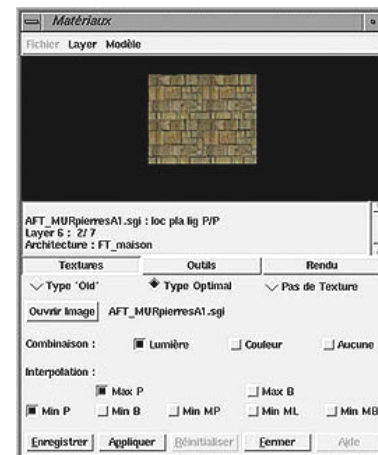 Matériaux
Fichier Layer Modèle
AFT_MURpierresA1.sgi : loc pla lig P/P
Layer 6 : 2/7
Architecture : FT_maison
Textures Outils Rendu
Type 'Old' Type Optimal Pas de Texture
Ouvrir Image AFT_MURpierresA1.sgi
Combinaison : Lumière Couleur Aucune
Interpolation :
Max P Max B
Min P Min B Min MP Min ML Min MB
Enregistrer Appliquer Réinitialiser Fermer Aide